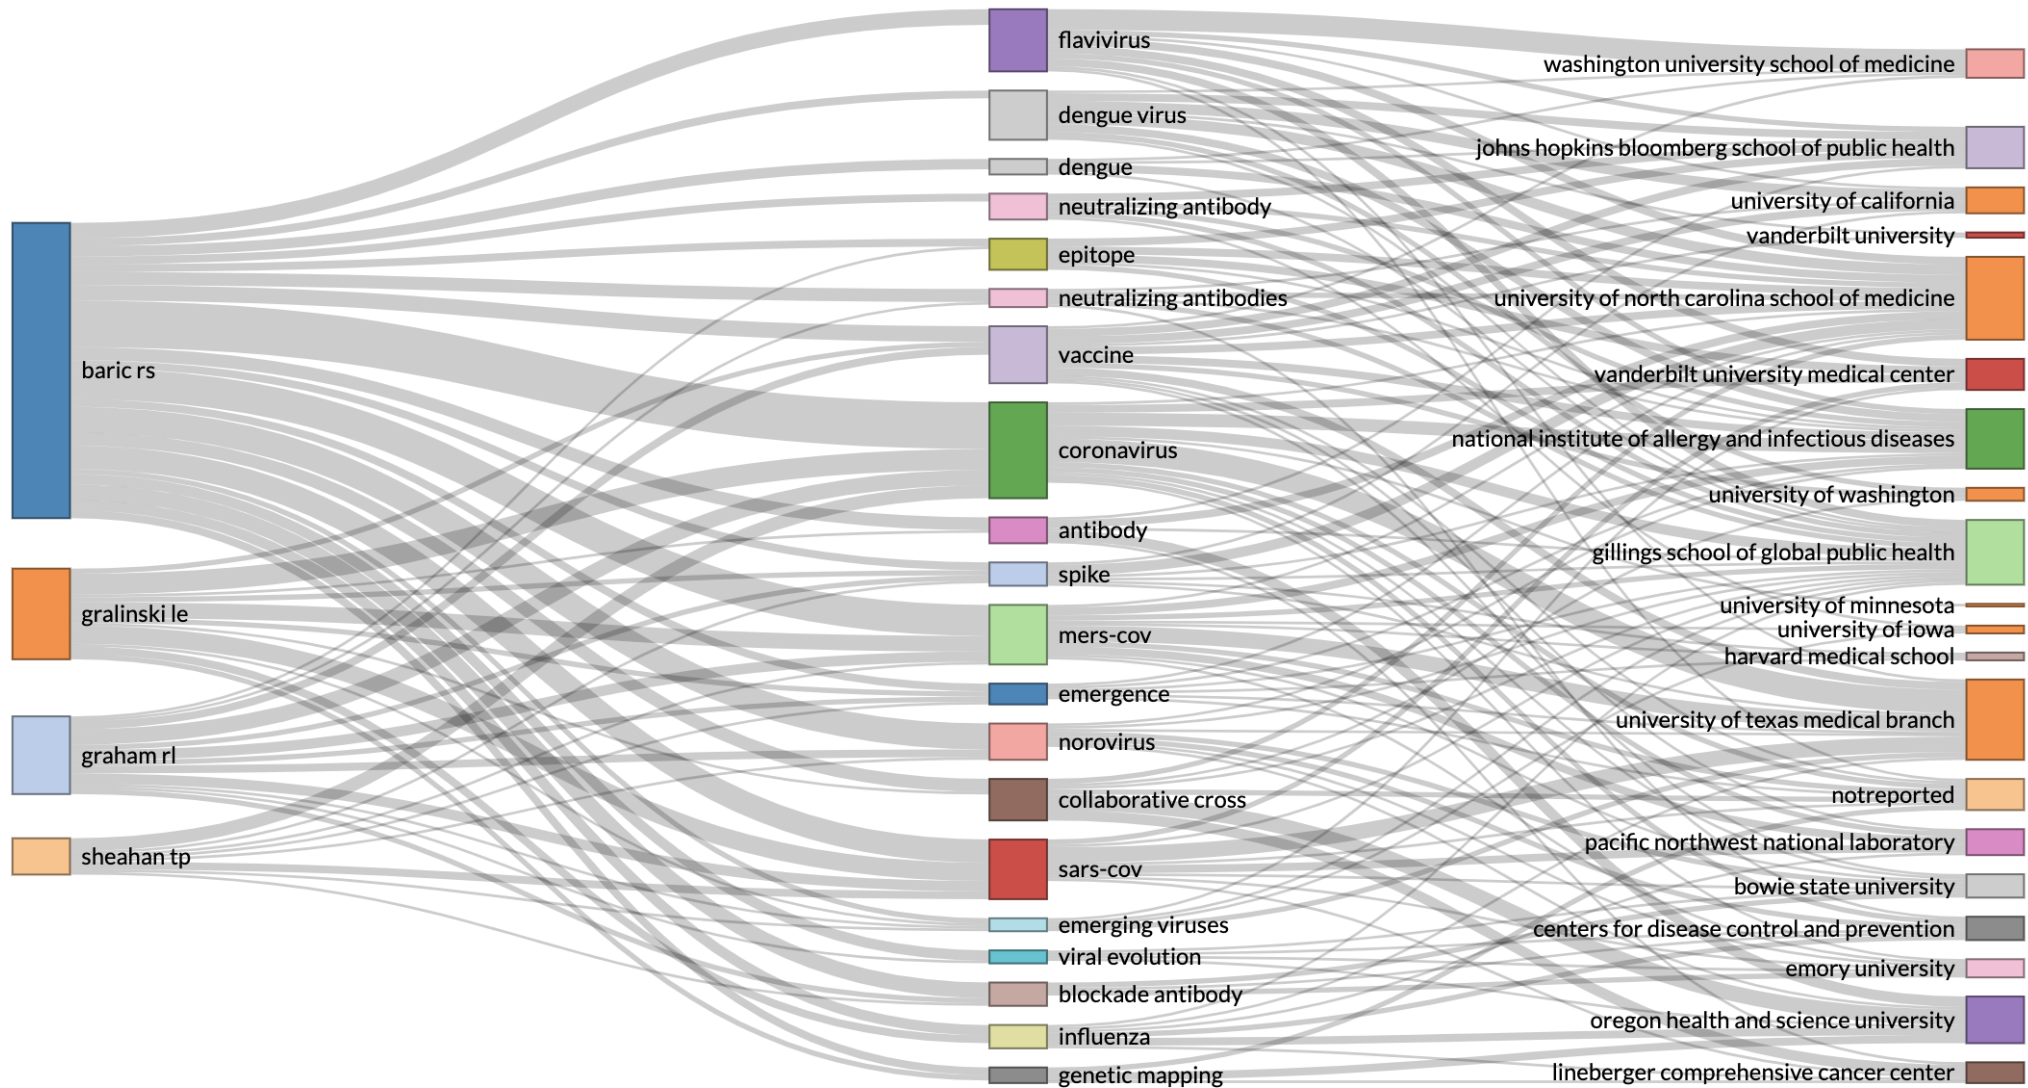 baric rs
gralinski le
graham rl
sheahan tp
flavivirus
dengue virus
dengue
neutralizing antibody
epitope
neutralizing antibodies
vaccine
coronavirus
antibody
spike
mers-cov
emergence
norovirus
collaborative cross
sars-cov
emerging viruses
viral evolution
blockade antibody
influenza
genetic mapping
washington university school of medicine
johns hopkins bloomberg school of public health
university of california
vanderbilt university
university of north carolina school of medicine
vanderbilt university medical center
national institute of allergy and infectious diseases
university of washington
gillings school of global public health
university of minnesota
university of iowa
harvard medical school
university of texas medical branch
notreported
pacific northwest national laboratory
bowie state university
centers for disease control and prevention
emory university
oregon health and science university
lineberger comprehensive cancer center